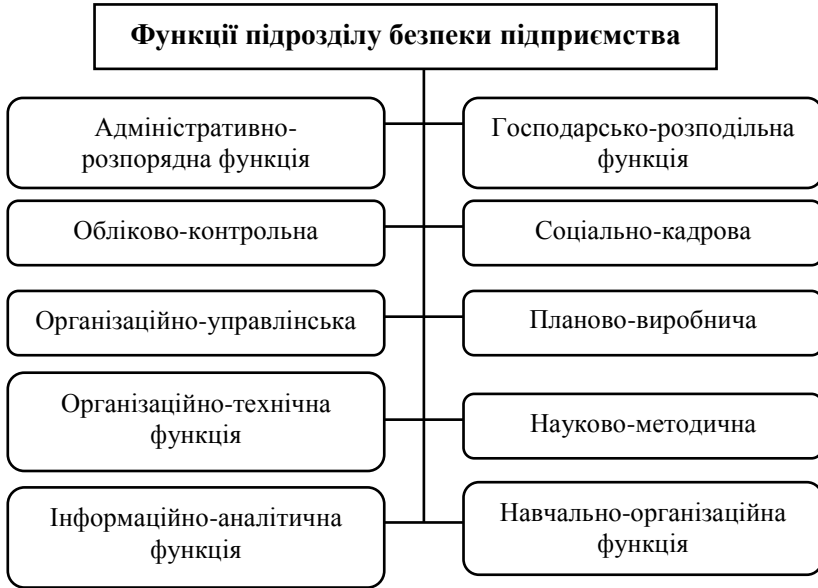 Функції підрозділу безпеки підприємства
Адміністративно-
розпорядна функція
Господарсько-розподільна
функція
Обліково-контрольна
Соціально-кадрова
Організаційно-управлінська
Планово-виробнича
Організаційно-технічна
функція
Науково-методична
Інформаційно-аналітична
функція
Навчально-організаційна
функція